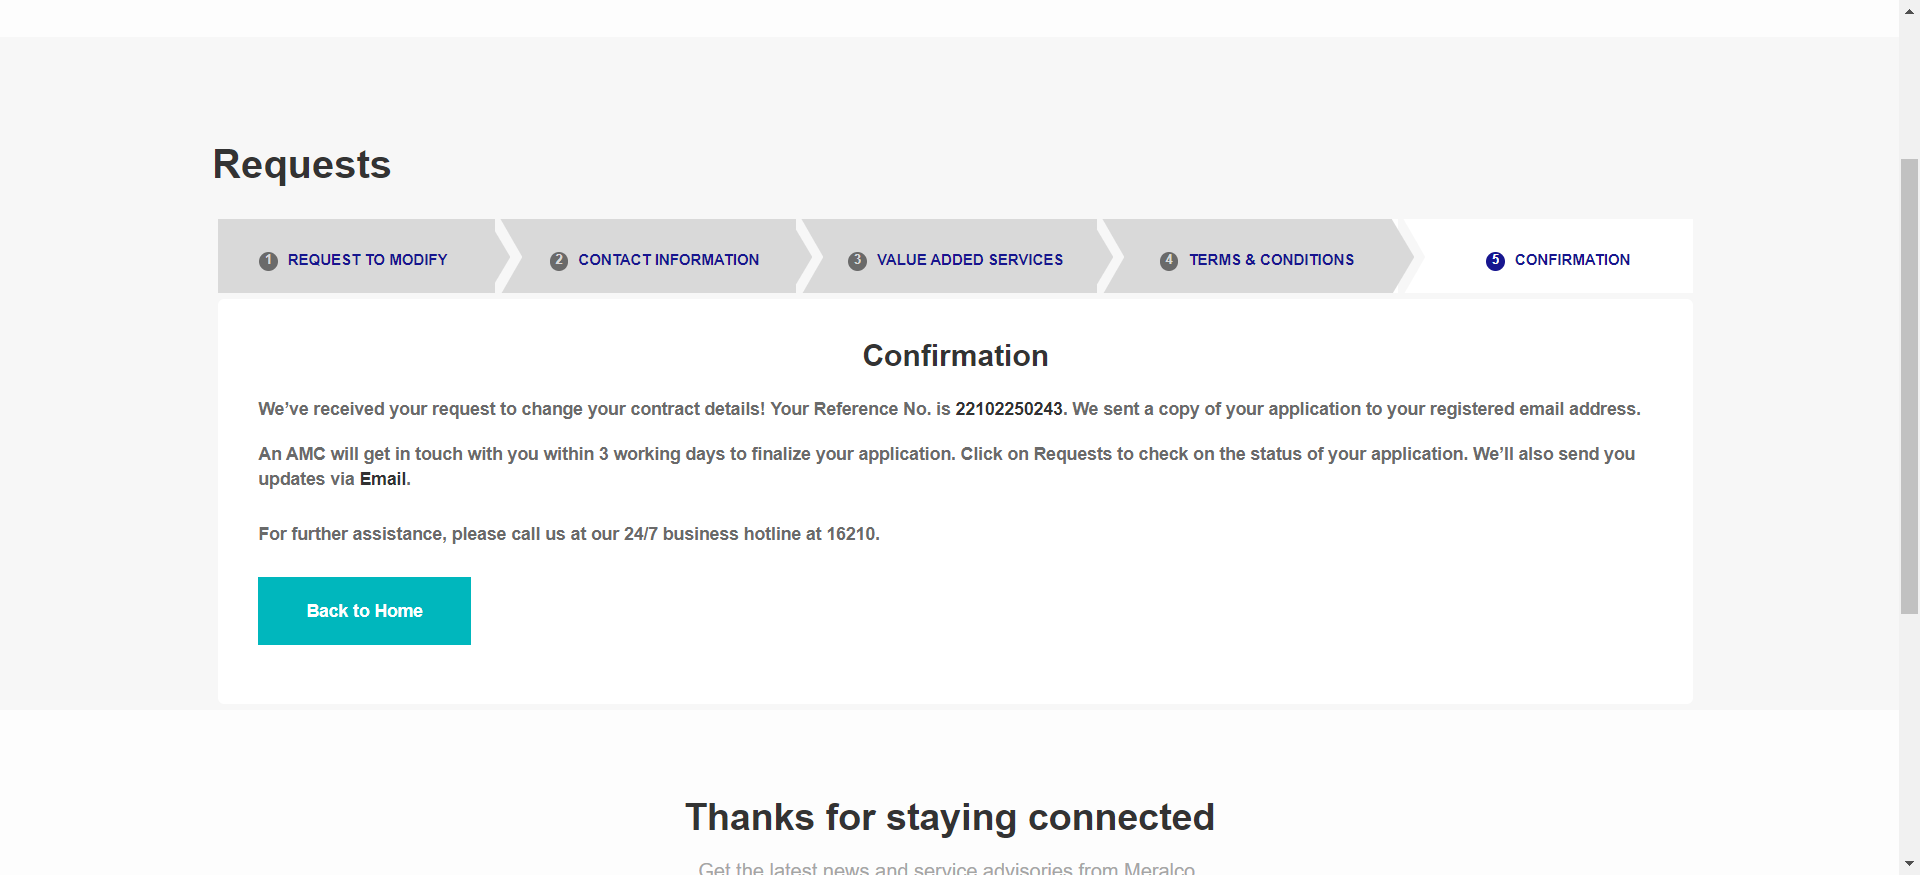 Requests
1 REQUEST TO MODIFY 2 CONTACT INFORMATION 3 VALUE ADDED SERVICES 4 TERMS & CONDITIONS 5 CONFIRMATION
Confirmation
We’ve received your request to change your contract details! Your Reference No. is 22102250243. We sent a copy of your application to your registered email address.
An AMC will get in touch with you within 3 working days to finalize your application. Click on Requests to check on the status of your application. We’ll also send you
updates via Email.
For further assistance, please call us at our 24/7 business hotline at 16210.
Back to Home
Thanks for staying connected
Get the latest news and service advisories from Meralco